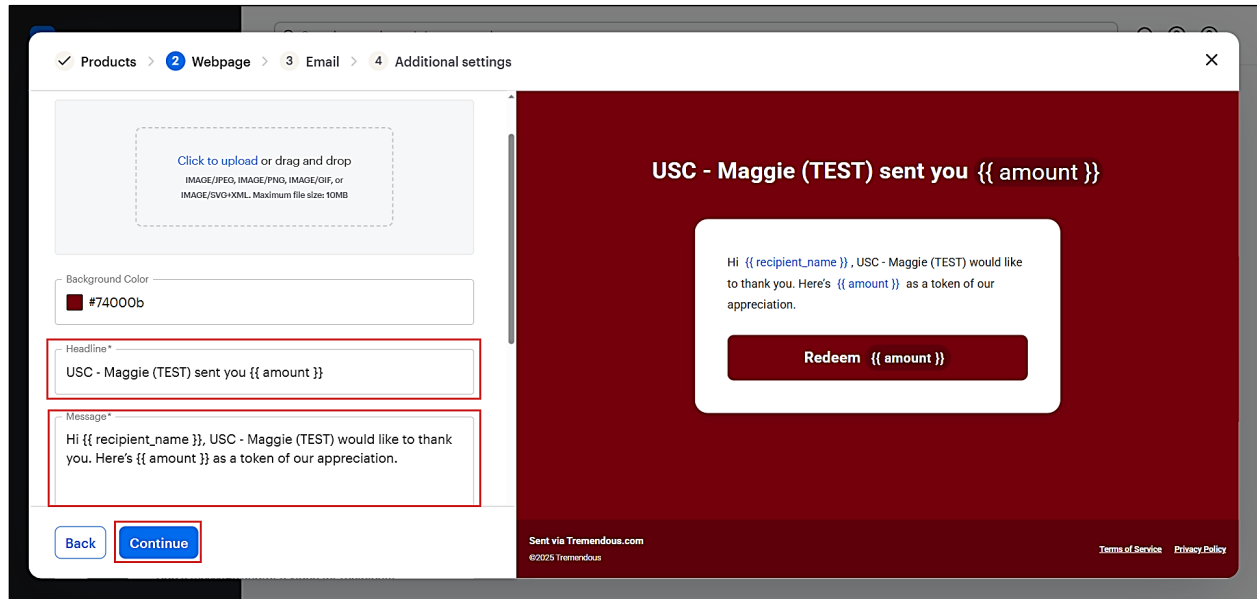 Products > 2 Webpage > 3 Email > 4 Additional settings
Click to upload or drag and drop
IMAGE/JPEG, IMAGE/PNG, IMAGE/GIF, or
IMAGE/SVG+XML. Maximum file size: 10MB
Background Color
#74000b
Headline*
USC - Maggie (TEST) sent you {{ amount }}
Message*
Hi {{ recipient_name }}, USC - Maggie (TEST) would like to thank
you. Here's {{ amount }} as a token of our appreciation.
Back
Continue
USC - Maggie (TEST) sent you {{ amount }}
Hi {{ recipient_name }} , USC - Maggie (TEST) would like
to thank you. Here's {{ amount }} as a token of our
appreciation.
Redeem {{ amount }}
Sent via Tremendous.com
©2025 Tremendous
Terms of Service Privacy Policy